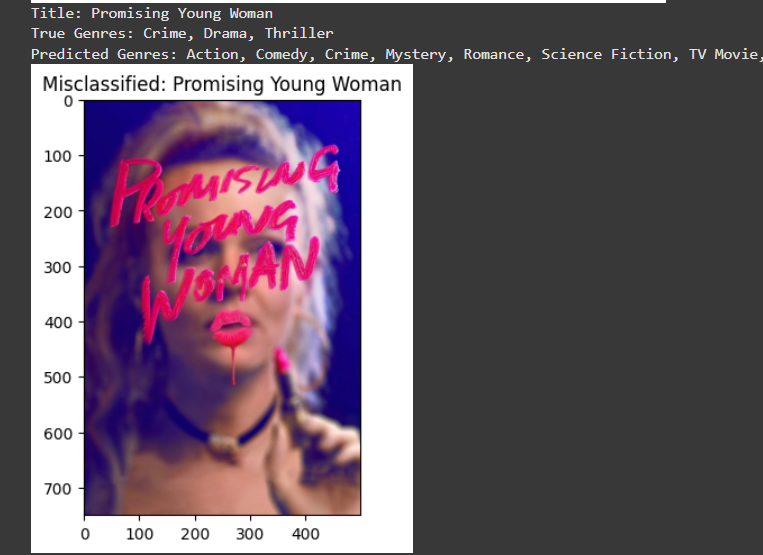 Title: Promising Young Woman
True Genres: Crime, Drama, Thriller
Predicted Genres: Action, Comedy, Crime, Mystery, Romance, Science Fiction, TV Movie,
Misclassified: Promising Young Woman
PROMISING
YOUNG
WOMAN
0
100
200
300
400
500
600
700
0 100 200 300 400